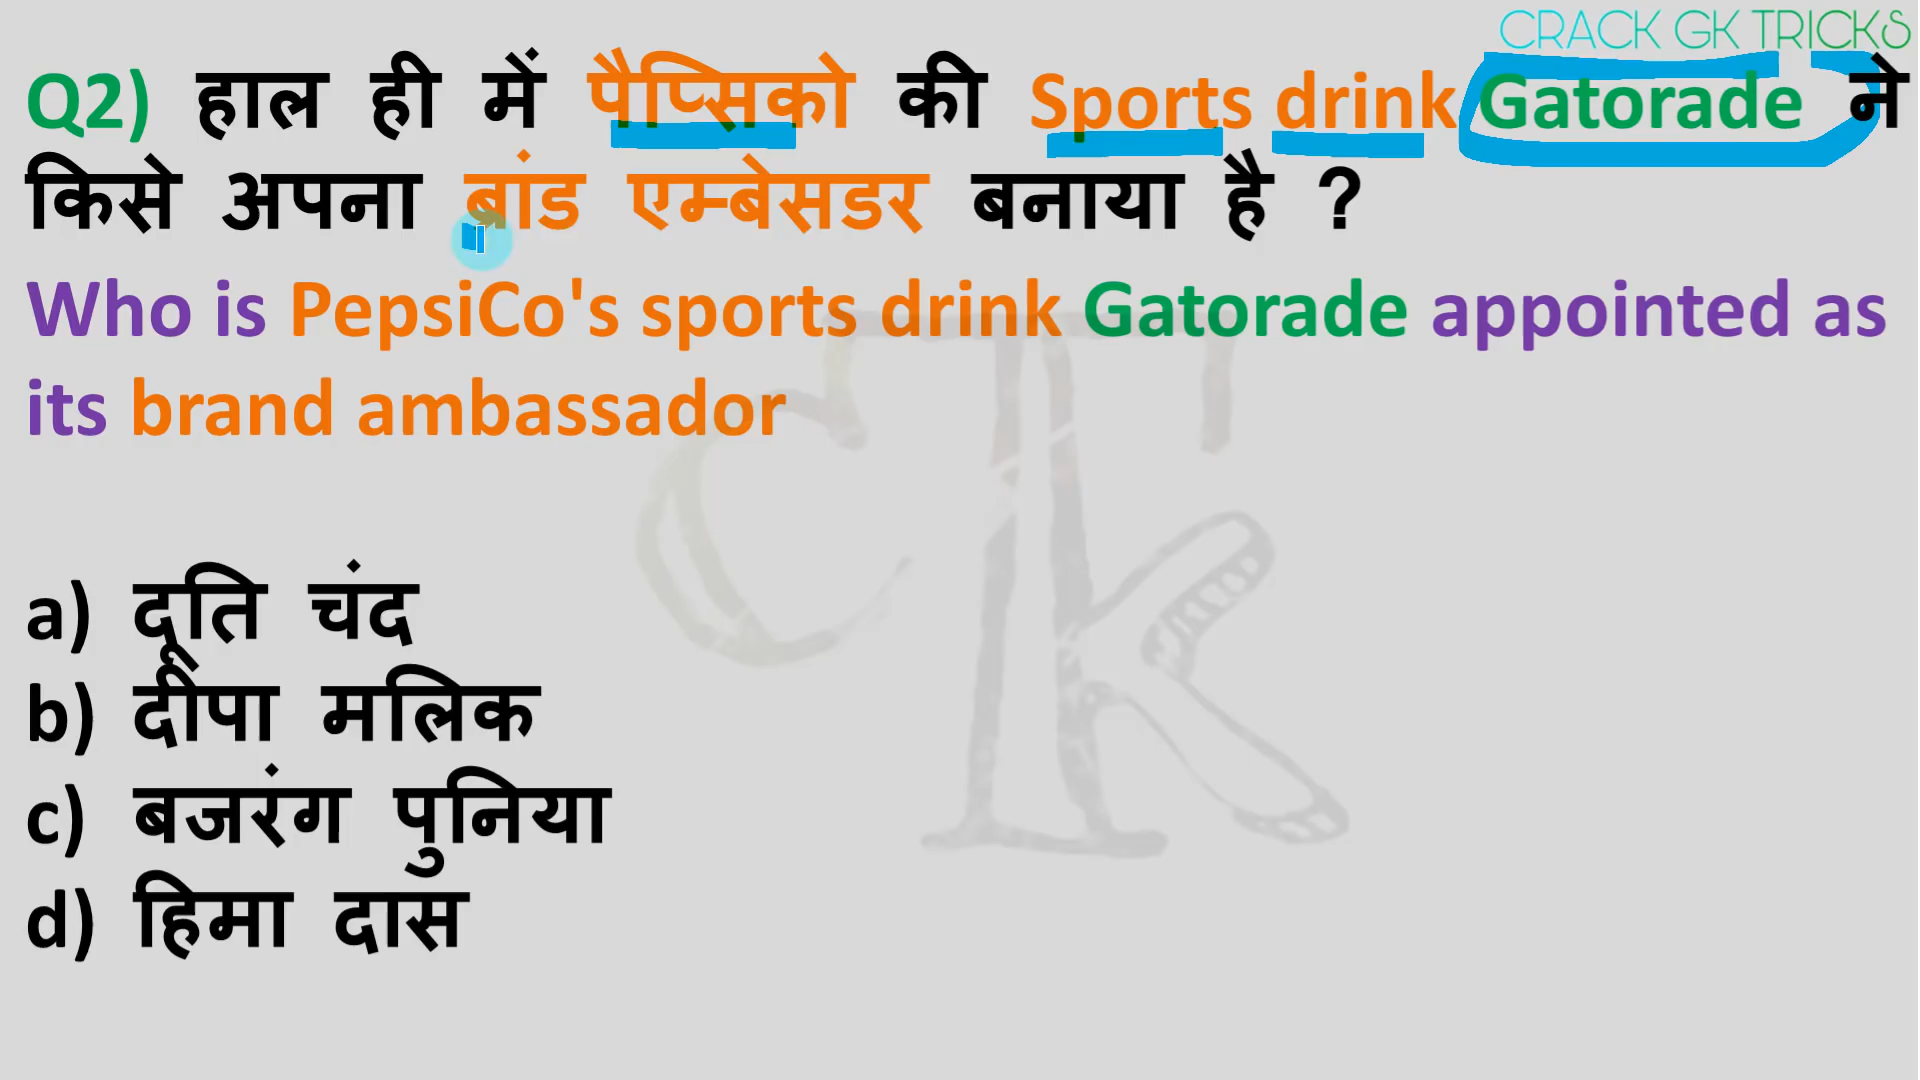 CRACK GK TRICKS
Q2) हाल ही में पैप्सिको की Sports drink Gatorade ने
किसे अपना ब्रांड एम्बेसडर बनाया है ?
Who is PepsiCo's sports drink Gatorade appointed as
its brand ambassador
a) दूति चंद
b) दीपा मलिक
c) बजरंग पुनिया
d) हिमा दास